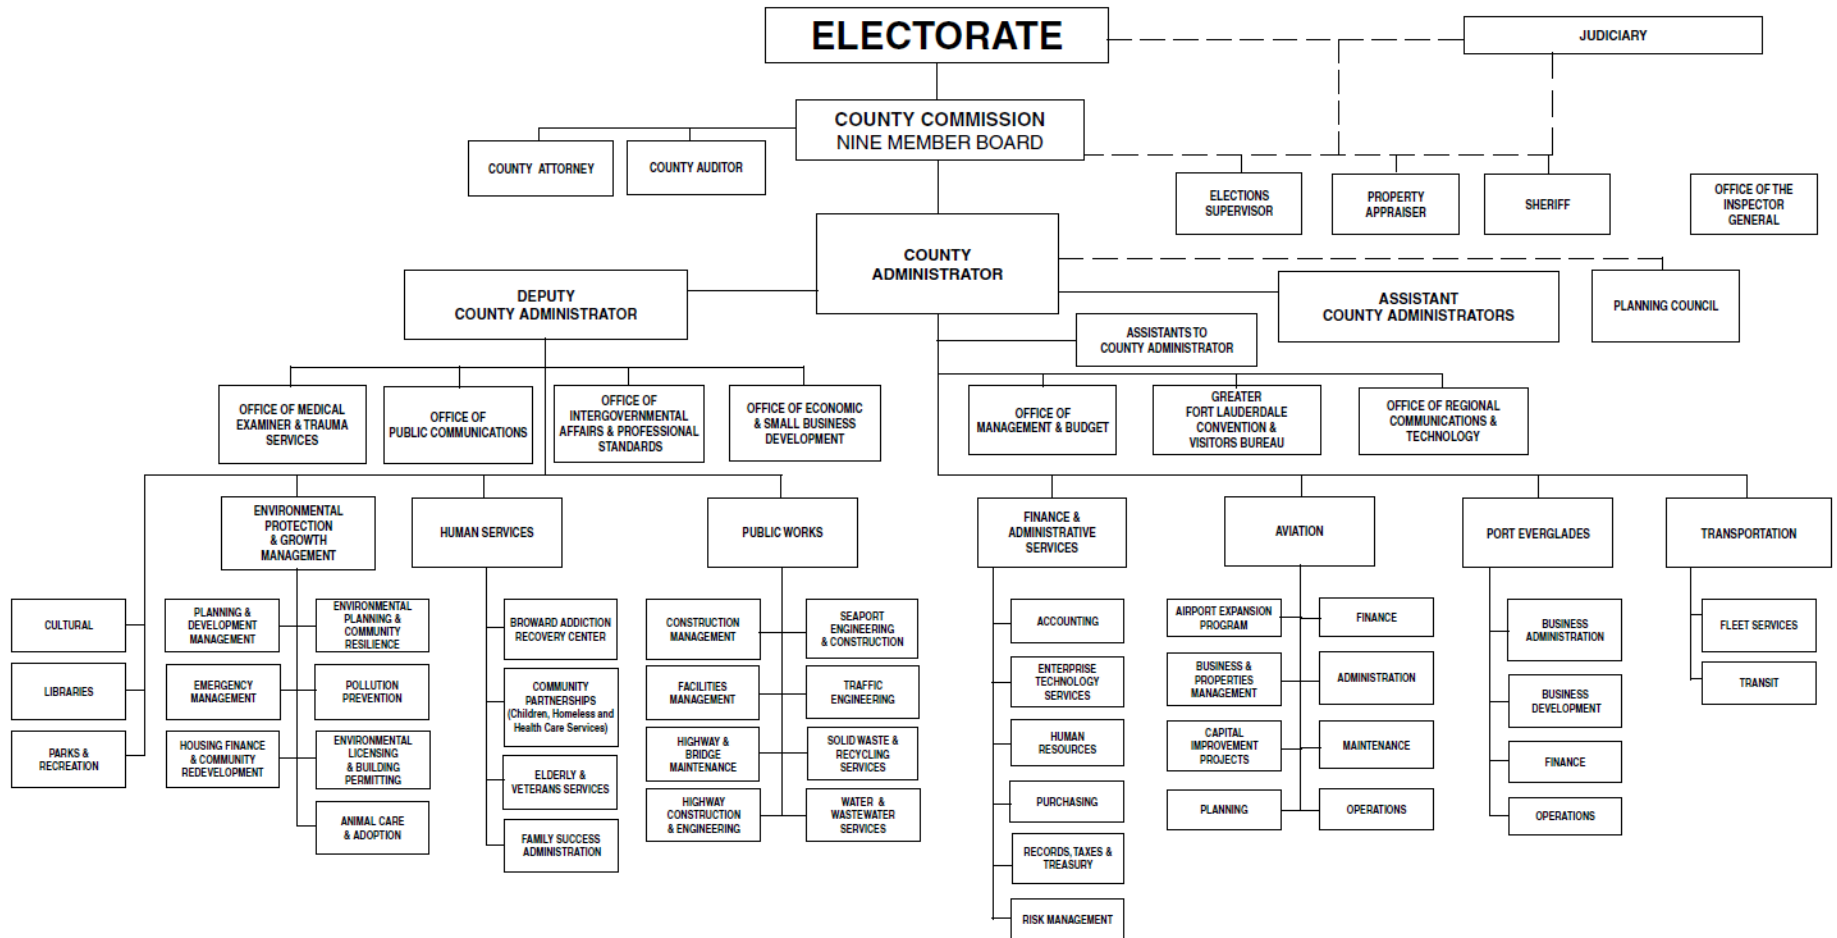 ELECTORATE
JUDICIARY
COUNTY COMMISSION
NINE MEMBER BOARD
COUNTY ATTORNEY
COUNTY AUDITOR
ELECTIONS
SUPERVISOR
PROPERTY
APPRAISER
SHERIFF
OFFICE OF THE
INSPECTOR
GENERAL
COUNTY
ADMINISTRATOR
DEPUTY
COUNTY ADMINISTRATOR
ASSISTANT
COUNTY ADMINISTRATORS
PLANNING COUNCIL
ASSISTANTS TO
COUNTY ADMINISTRATOR
OFFICE OF MEDICAL
EXAMINER & TRAUMA
SERVICES
OFFICE OF
PUBLIC COMMUNICATIONS
OFFICE OF
INTERGOVERNMENTAL
AFFAIRS & PROFESSIONAL
STANDARDS
OFFICE OF ECONOMIC
& SMALL BUSINESS
DEVELOPMENT
OFFICE OF
MANAGEMENT & BUDGET
GREATER
FORT LAUDERDALE
CONVENTION &
VISITORS BUREAU
OFFICE OF REGIONAL
COMMUNICATIONS &
TECHNOLOGY
ENVIRONMENTAL
PROTECTION
& GROWTH
MANAGEMENT
HUMAN SERVICES
PUBLIC WORKS
FINANCE &
ADMINISTRATIVE
SERVICES
AVIATION
PORT EVERGLADES
TRANSPORTATION
CULTURAL
LIBRARIES
PARKS &
RECREATION
PLANNING &
DEVELOPMENT
MANAGEMENT
ENVIRONMENTAL
PLANNING &
COMMUNITY
RESILIENCE
EMERGENCY
MANAGEMENT
POLLUTION
PREVENTION
HOUSING FINANCE
& COMMUNITY
REDEVELOPMENT
ENVIRONMENTAL
LICENSING
& BUILDING
PERMITTING
ANIMAL CARE
& ADOPTION
BROWARD ADDICTION
RECOVERY CENTER
COMMUNITY
PARTNERSHIPS
(Children, Homeless and
Health Care Services)
ELDERLY &
VETERANS SERVICES
FAMILY SUCCESS
ADMINISTRATION
CONSTRUCTION
MANAGEMENT
SEAPORT
ENGINEERING
& CONSTRUCTION
FACILITIES
MANAGEMENT
TRAFFIC
ENGINEERING
HIGHWAY &
BRIDGE
MAINTENANCE
SOLID WASTE &
RECYCLING
SERVICES
HIGHWAY
CONSTRUCTION
& ENGINEERING
WATER &
WASTEWATER
SERVICES
ACCOUNTING
ENTERPRISE
TECHNOLOGY
SERVICES
HUMAN
RESOURCES
PURCHASING
RECORDS, TAXES &
TREASURY
RISK MANAGEMENT
AIRPORT EXPANSION
PROGRAM
FINANCE
BUSINESS &
PROPERTIES
MANAGEMENT
ADMINISTRATION
CAPITAL
IMPROVEMENT
PROJECTS
MAINTENANCE
PLANNING
OPERATIONS
BUSINESS
ADMINISTRATION
BUSINESS
DEVELOPMENT
FINANCE
OPERATIONS
FLEET SERVICES
TRANSIT